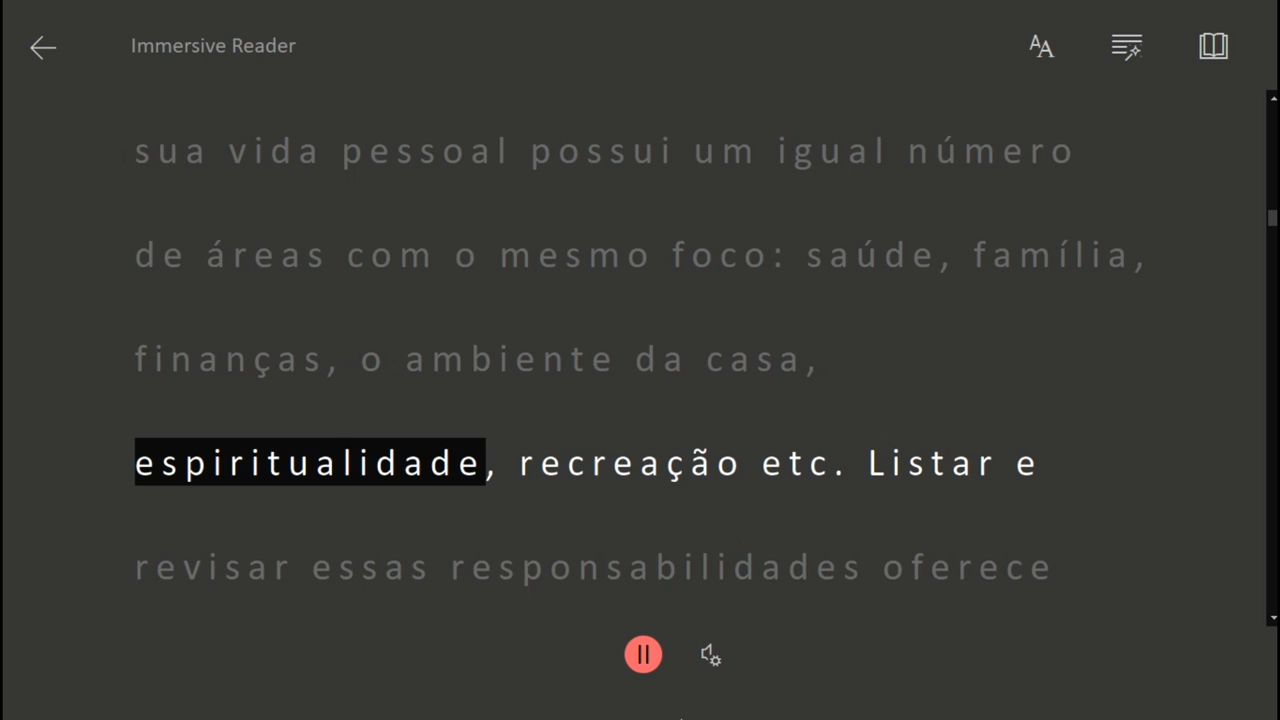 Immersive Reader
sua vida pessoal possui um igual número
de áreas com o mesmo foco: saúde, família,
finanças, o ambiente da casa,
espiritualidade, recreação etc. Listar e
revisar essas responsabilidades oferece